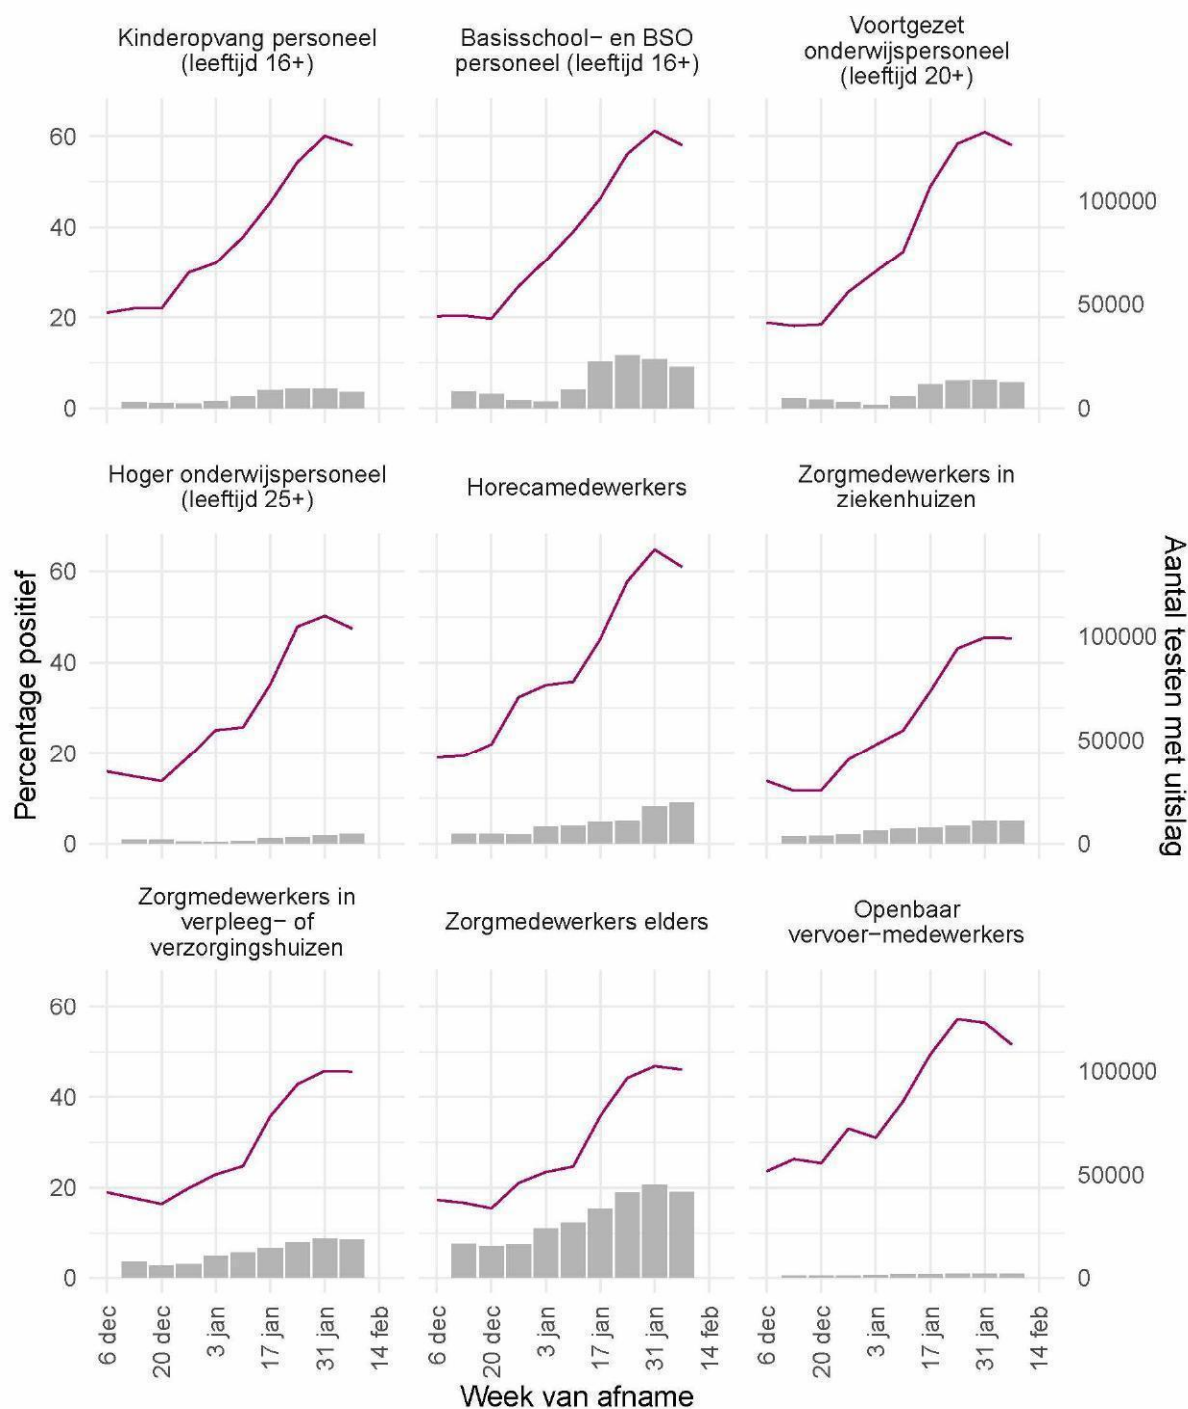 Kinderopvang personeel
(leeftijd 16+)
Basisschool− en BSO
personeel (leeftijd 16+)
Voortgezet
onderwijspersoneel
(leeftijd 20+)
60
40
20
0
100000
50000
0
Hoger onderwijspersoneel
(leeftijd 25+)
Horecamedewerkers
Zorgmedewerkers in
ziekenhuizen
Percentage positief
60
40
20
0
100000
50000
0
Aantal testen met uitslag
Zorgmedewerkers in
verpleeg− of
verzorgingshuizen
Zorgmedewerkers elders
Openbaar
vervoer−medewerkers
60
40
20
0
100000
50000
0
6 dec
20 dec
3 jan
17 jan
31 jan
14 feb
6 dec
20 dec
3 jan
17 jan
31 jan
14 feb
6 dec
20 dec
3 jan
17 jan
31 jan
14 feb
Week van afname